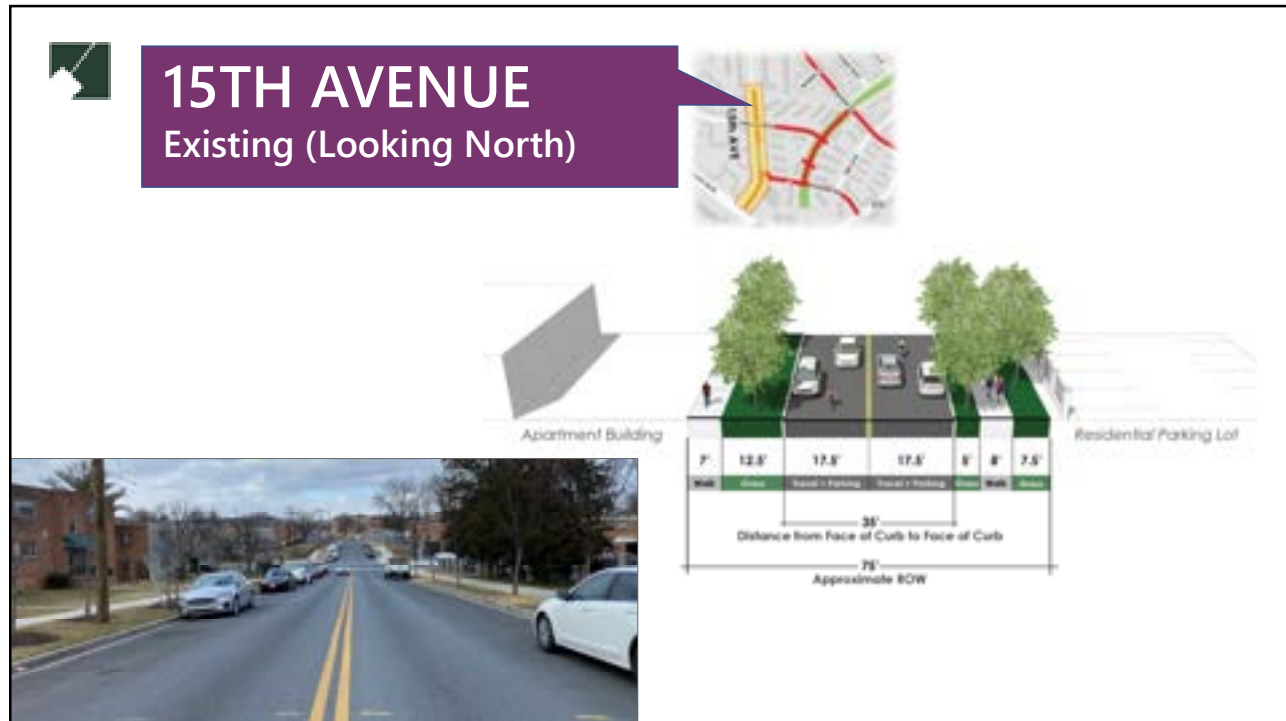 15TH AVENUE
Existing (Looking North)
15th AVE
Apartment Building
Residential Parking Lot
7' 12.5' 17.5' 17.5' 5' 8' 7.5'
Walk Grass Travel + Parking Travel + Parking Grass Walk Grass
35'
Distance from Face of Curb to Face of Curb
75'
Approximate ROW